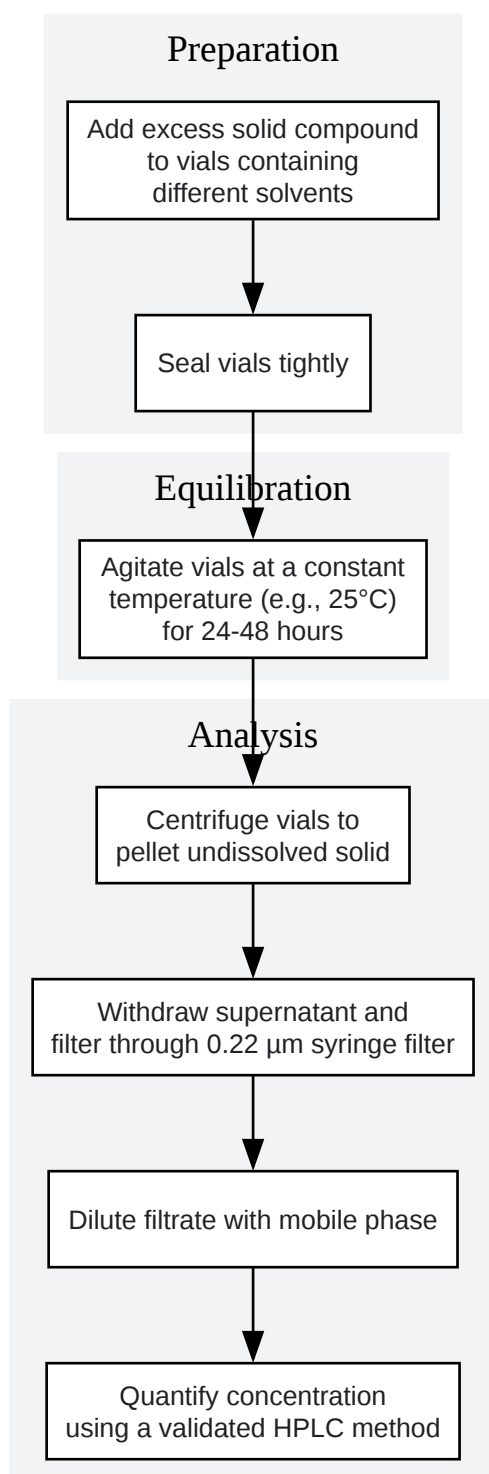 Preparation
Add excess solid compound
to vials containing
different solvents
Seal vials tightly
Equilibration
Agitate vials at a constant
temperature (e.g., 25°C)
for 24-48 hours
Analysis
Centrifuge vials to
pellet undissolved solid
Withdraw supernatant and
filter through 0.22 µm syringe filter
Dilute filtrate with mobile phase
Quantify concentration
using a validated HPLC method